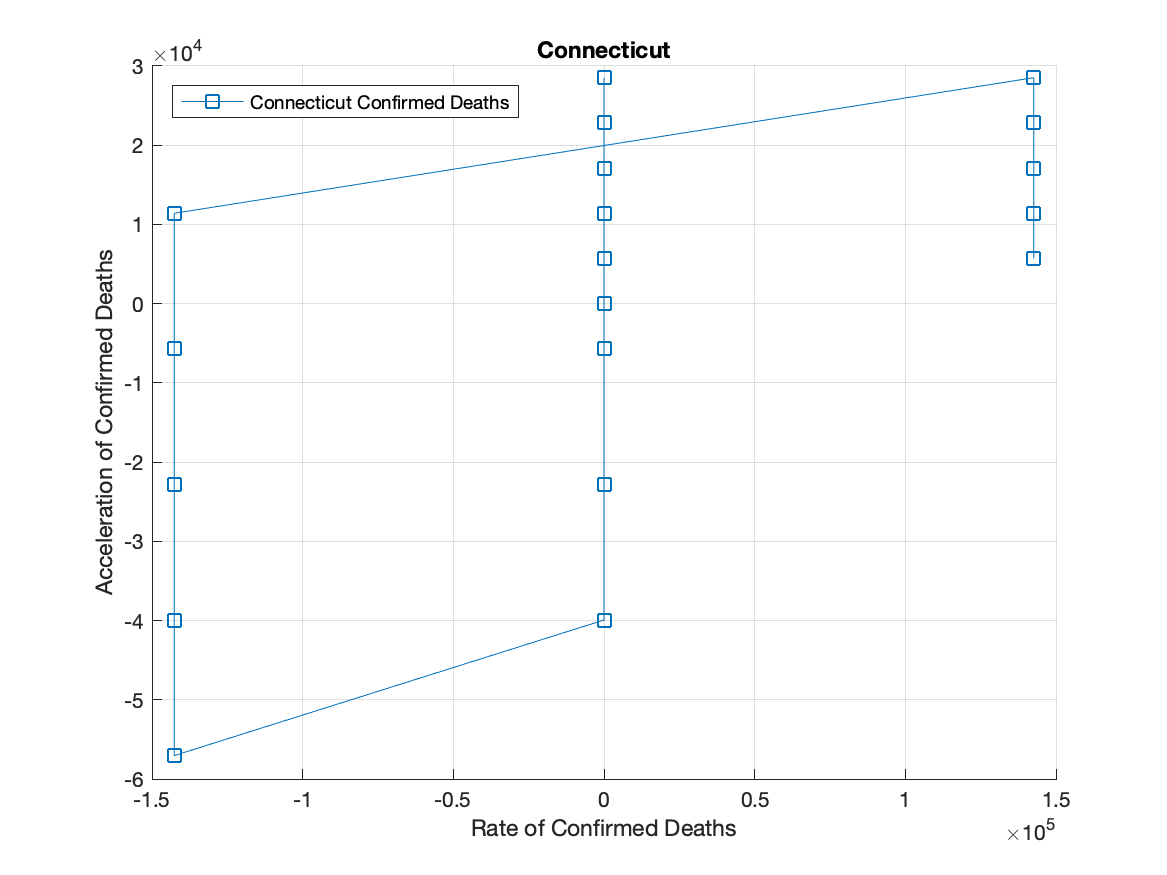 Connecticut
×10^4
Connecticut Confirmed Deaths
3
2
1
0
-1
-2
-3
-4
-5
-6
Acceleration of Confirmed Deaths
-1.5 -1 -0.5 0 0.5 1 1.5
Rate of Confirmed Deaths
×10^5